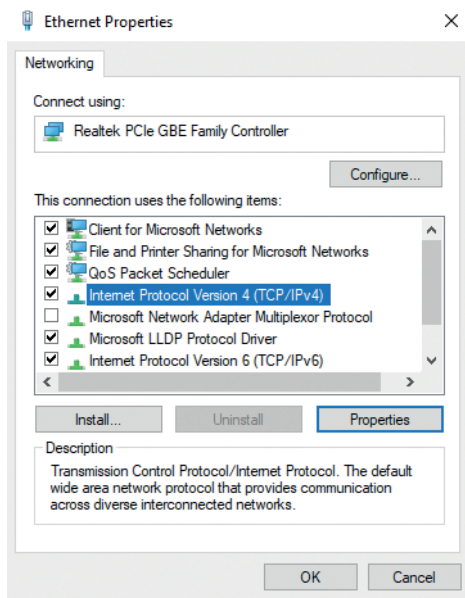 Ethernet Properties
Networking
Connect using:
Realtek PCIe GBE Family Controller
Configure...
This connection uses the following items:
Client for Microsoft Networks
File and Printer Sharing for Microsoft Networks
QoS Packet Scheduler
Internet Protocol Version 4 (TCP/IPv4)
Microsoft Network Adapter Multiplexor Protocol
Microsoft LLDP Protocol Driver
Internet Protocol Version 6 (TCP/IPv6)
Install...
Uninstall
Properties
Description
Transmission Control Protocol/Internet Protocol. The default
wide area network protocol that provides communication
across diverse interconnected networks.
OK
Cancel